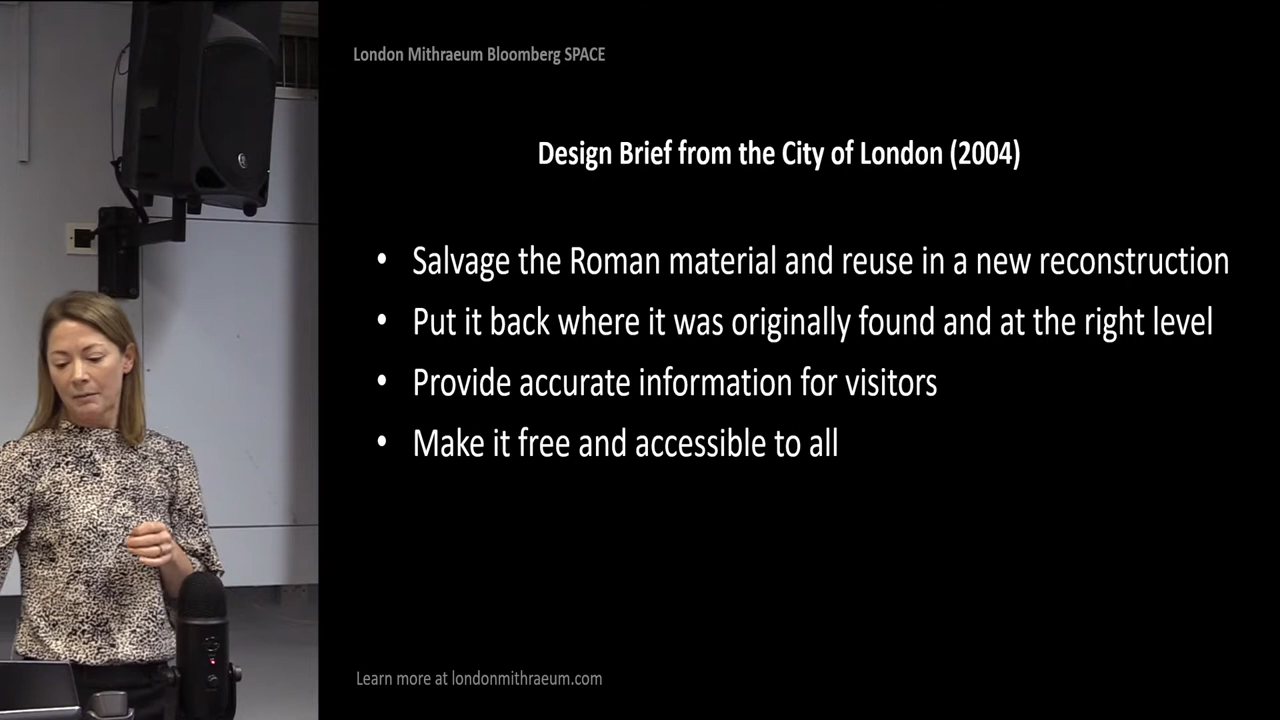 London Mithraeum Bloomberg SPACE
Design Brief from the City of London (2004)
• Salvage the Roman material and reuse in a new reconstruction
• Put it back where it was originally found and at the right level
• Provide accurate information for visitors
• Make it free and accessible to all
Learn more at londonmithraeum.com